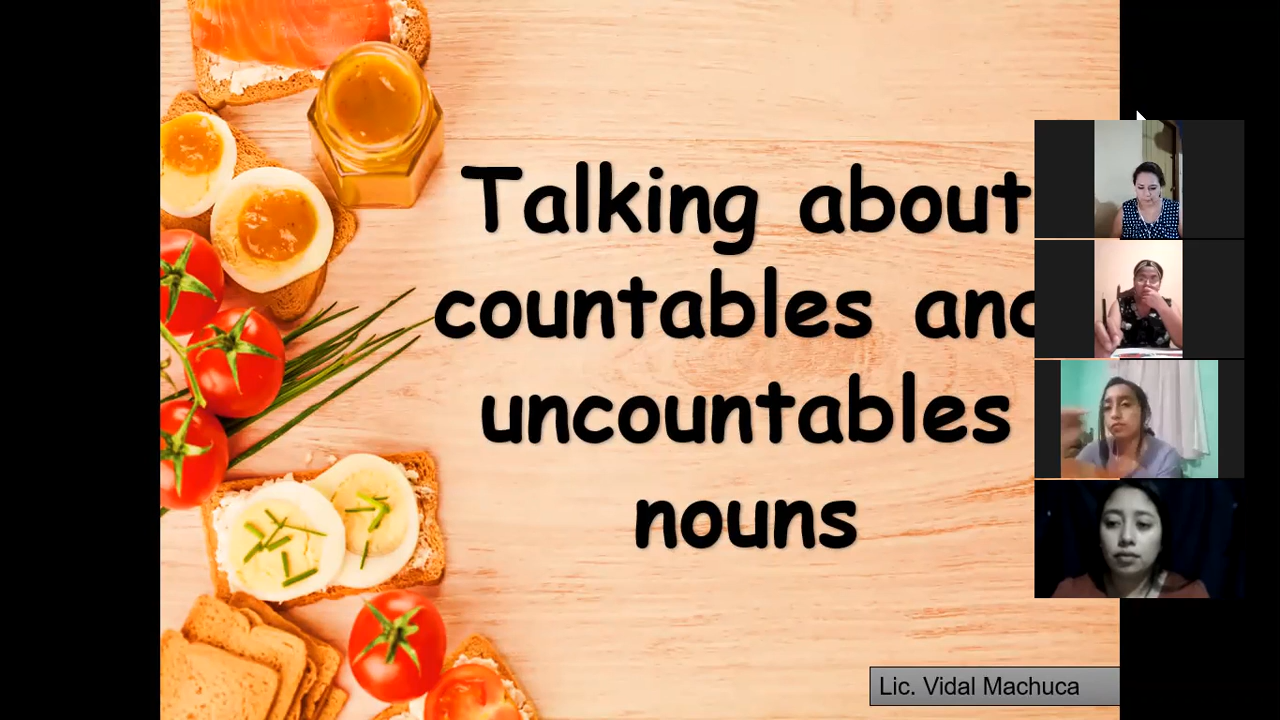 Talking about
countables and
uncountables
nouns
Lic. Vidal Machuca